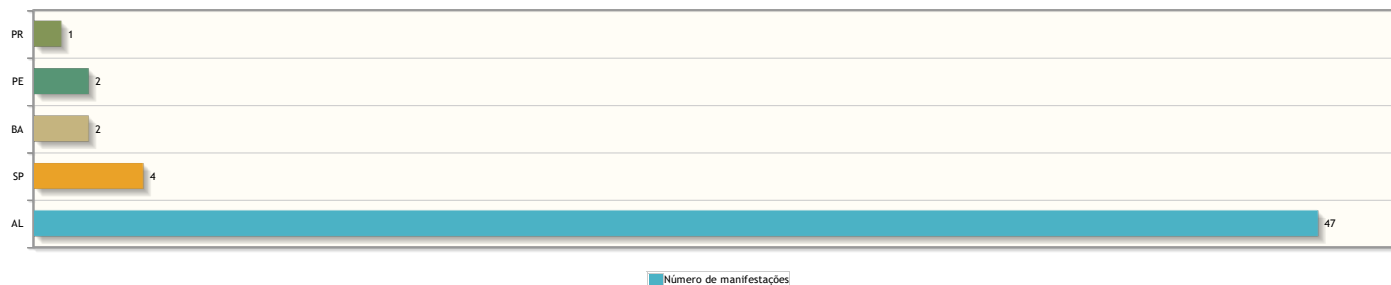 PR 1
PE 2
BA 2
SP 4
AL 47
Número de manifestações